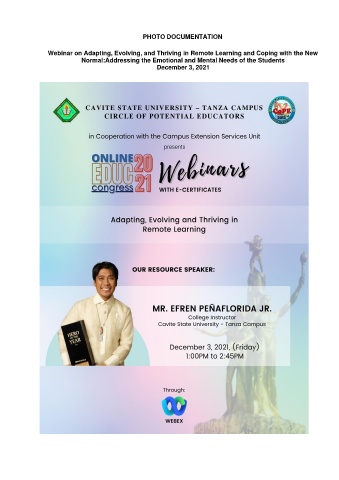 PHOTO DOCUMENTATION
Webinar on Adapting, Evolving, and Thriving in Remote Learning and Coping with the New
Normal:Addressing the Emotional and Mental Needs of the Students
December 3, 2021
CAVITE STATE UNIVERSITY – TANZA CAMPUS
CIRCLE OF POTENTIAL EDUCATORS
in Cooperation with the Campus Extension Services Unit
presents
ONLINE
EDUC
congress
20
21
Webinars
WITH E-CERTIFICATES
Adapting, Evolving and Thriving in
Remote Learning
OUR RESOURCE SPEAKER:
MR. EFREN PEÑAFLORIDA JR.
College Instructor
Cavite State University - Tanza Campus
December 3, 2021, (Friday)
1:00PM to 2:45PM
HERO
OF THE
YEAR
Through:
WEBEX